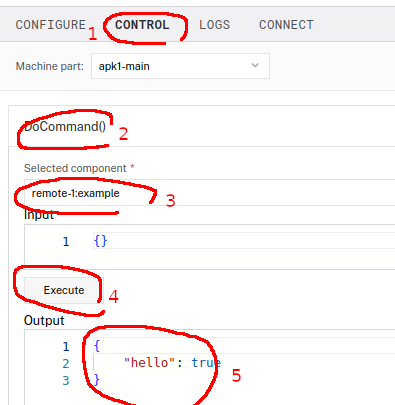 CONFIGURE CONTROL LOGS CONNECT
1
Machine part: apk1-main
DoCommand() 2
Selected component *
remote-1:example 3
Input
1 {}
Execute 4
Output
1 {
2 "hello": true 5
3 }